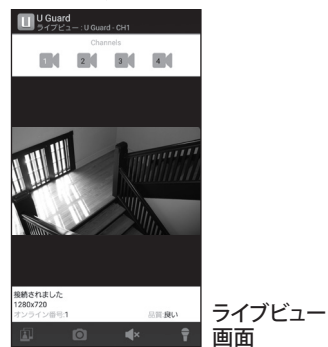 U Guard
ライブビュー : U Guard - CH1
Channels
1 2 3 4
接続されました
1280x720
オンライン番号:1 品質:良い
ライブビュー
画面